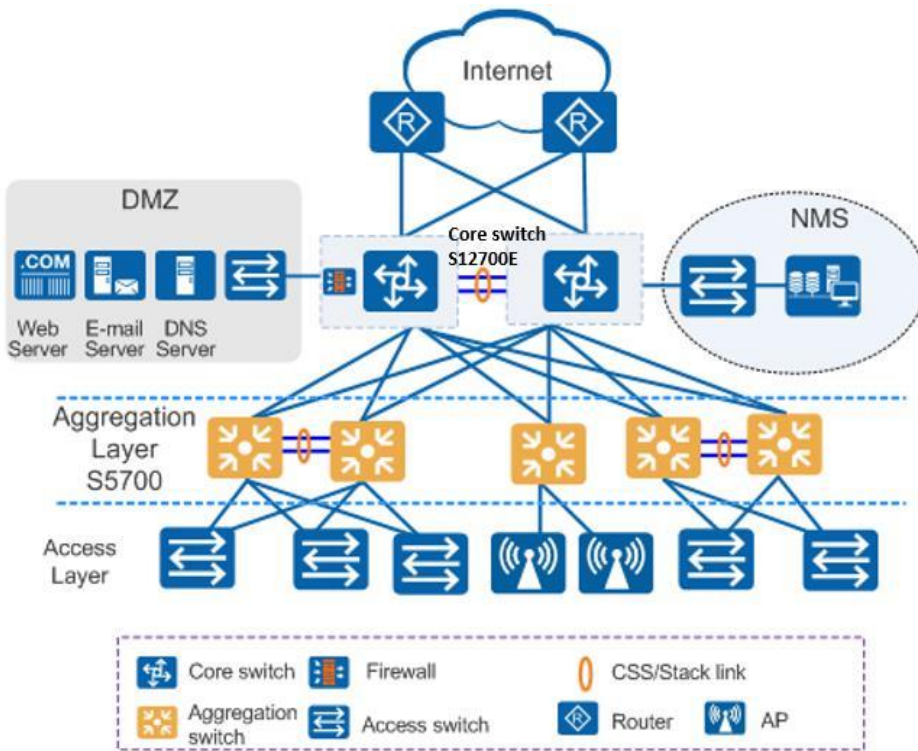 Internet
R
R
DMZ
.COM
Web
Server
E-mail
Server
DNS
Server
Core switch
S12700E
NMS
Aggregation
Layer
S5700
Access
Layer
Core switch
Firewall
CSS/Stack link
Aggregation
switch
Access switch
R
Router
AP